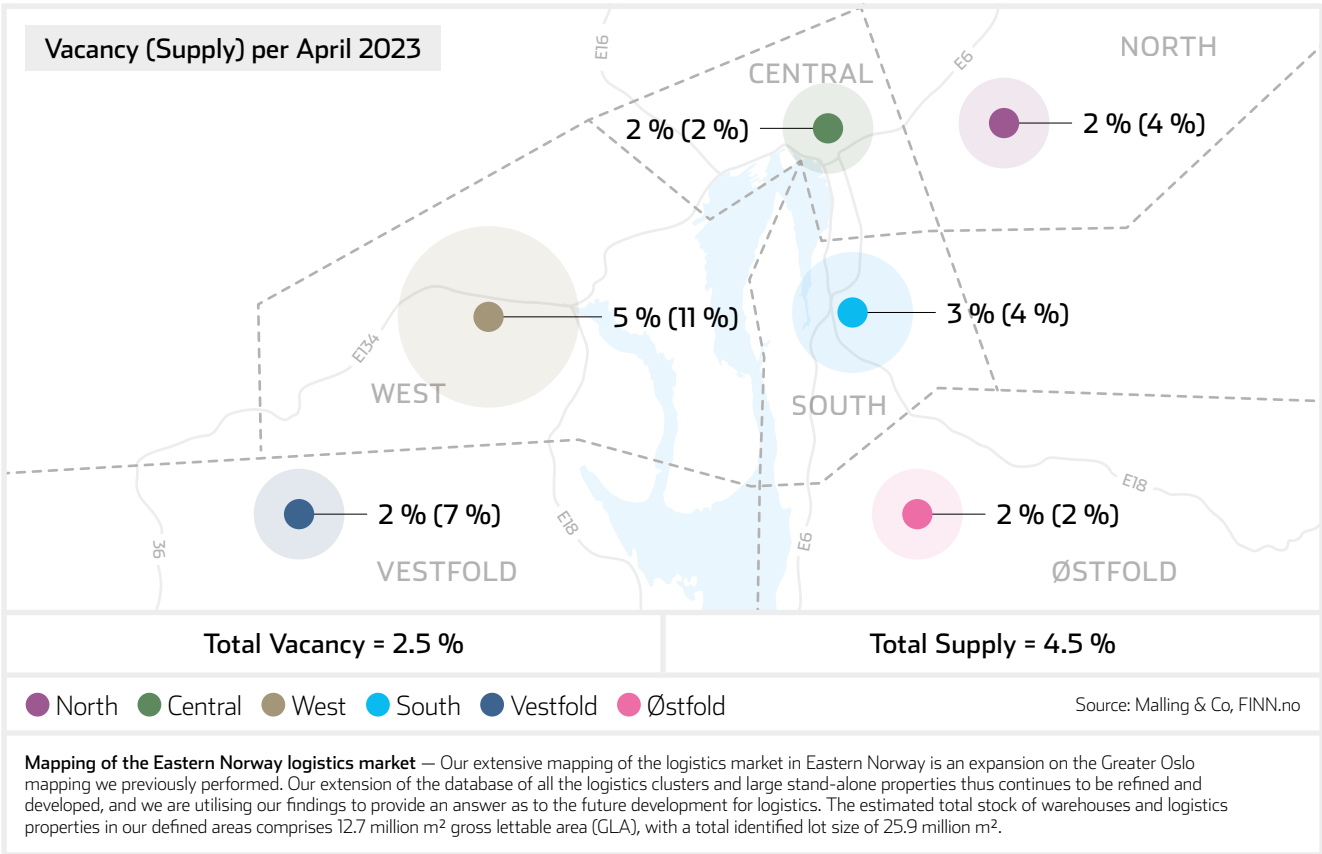 Vacancy (Supply) per April 2023
E16
CENTRAL
E6
NORTH
2 % (2 %)
2 % (4 %)
5 % (11 %)
3 % (4 %)
E134
WEST
SOUTH
2 % (7 %)
2 % (2 %)
E18
36
E18
E6
VESTFOLD
ØSTFOLD
Total Vacancy = 2.5 %
Total Supply = 4.5 %
North
Central
West
South
Vestfold
Østfold
Source: Malling & Co, FINN.no
Mapping of the Eastern Norway logistics market — Our extensive mapping of the logistics market in Eastern Norway is an expansion on the Greater Oslo
mapping we previously performed. Our extension of the database of all the logistics clusters and large stand-alone properties thus continues to be refined and
developed, and we are utilising our findings to provide an answer as to the future development for logistics. The estimated total stock of warehouses and logistics
properties in our defined areas comprises 12.7 million m² gross lettable area (GLA), with a total identified lot size of 25.9 million m².